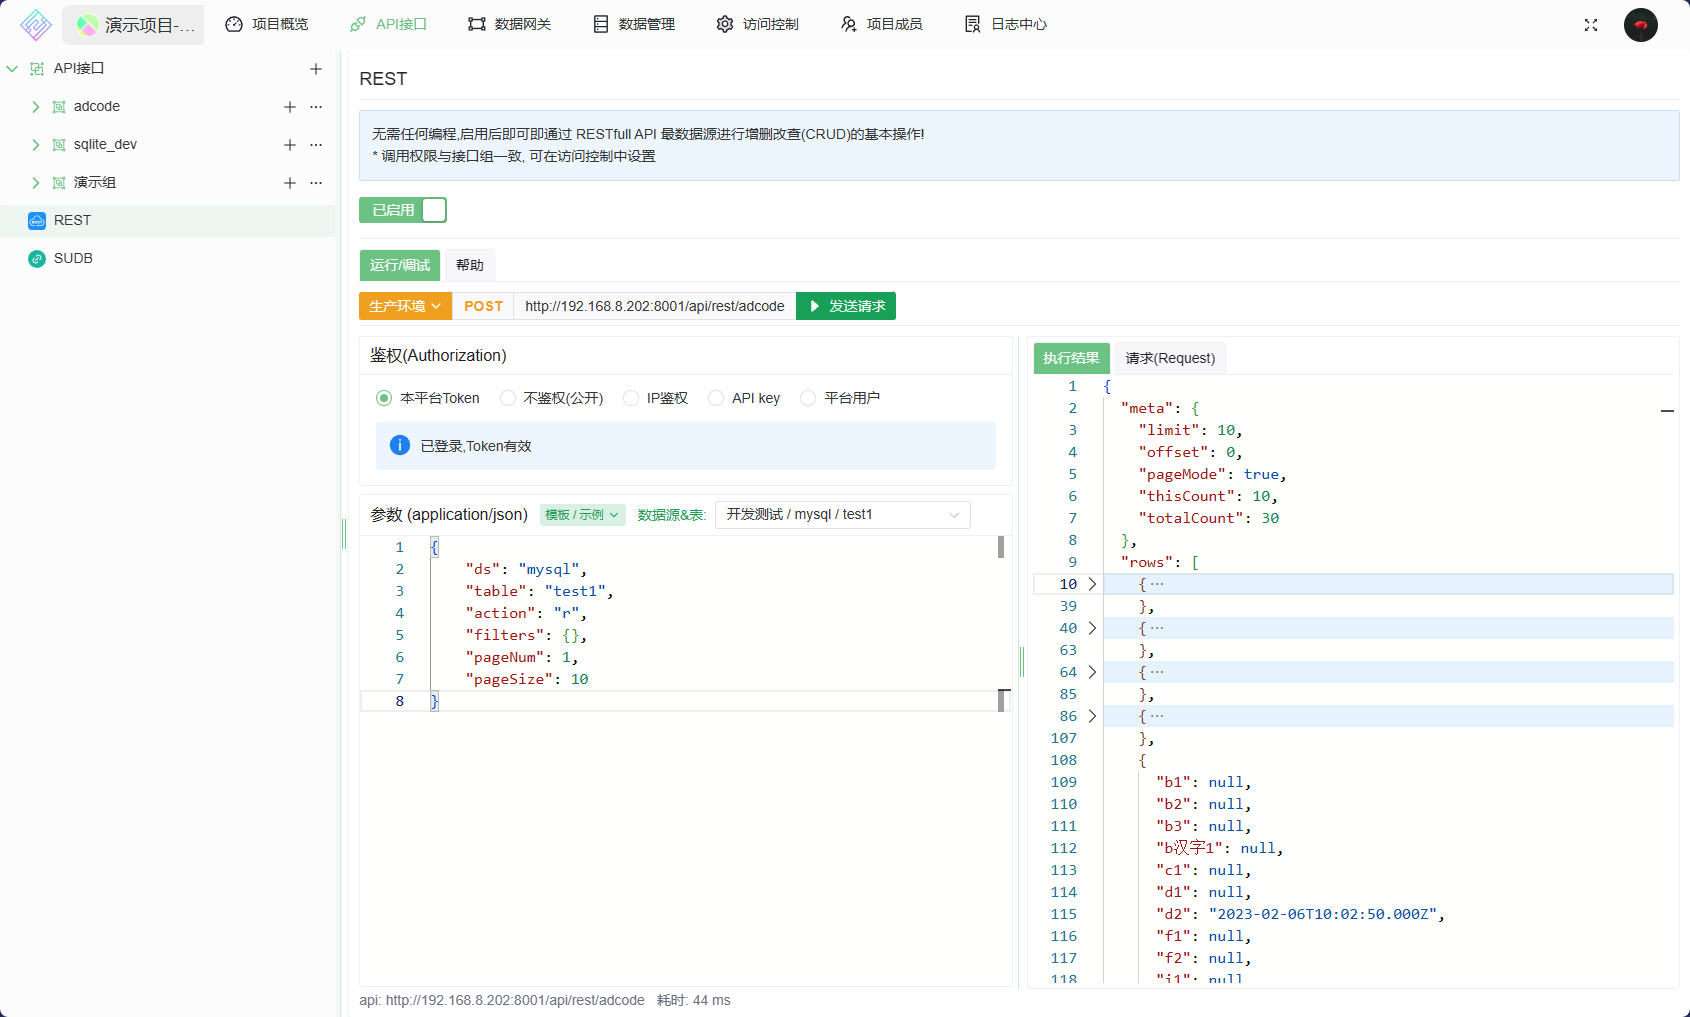 演示项目-...
项目概览
API接口
数据网关
数据管理
访问控制
项目成员
日志中心
API接口
adcode
sqlite_dev
演示组
REST
SUDB
REST
无需任何编程,启用后即可即通过 RESTfull API 最数据源进行增删改查(CRUD)的基本操作!
* 调用权限与接口组一致, 可在访问控制中设置
已启用
运行/调试 帮助
生产环境 POST http://192.168.8.202:8001/api/rest/adcode 发送请求
鉴权(Authorization)
本平台Token 不鉴权(公开) IP鉴权 API key 平台用户
已登录,Token有效
参数 (application/json) 模板 / 示例 数据源&表: 开发测试 / mysql / test1
1 {
2 "ds": "mysql",
3 "table": "test1",
4 "action": "r",
5 "filters": {},
6 "pageNum": 1,
7 "pageSize": 10
8 }
执行结果 请求(Request)
1 {
2 "meta": {
3 "limit": 10,
4 "offset": 0,
5 "pageMode": true,
6 "thisCount": 10,
7 "totalCount": 30
8 },
9 "rows": [
10 { ...
39 },
40 { ...
63 },
64 { ...
85 },
86 { ...
107 },
108 {
109 "b1": null,
110 "b2": null,
111 "b3": null,
112 "b汉字1": null,
113 "c1": null,
114 "d1": null,
115 "d2": "2023-02-06T10:02:50.000Z",
116 "f1": null,
117 "f2": null,
118 "i1": null
api: http://192.168.8.202:8001/api/rest/adcode 耗时: 44 ms